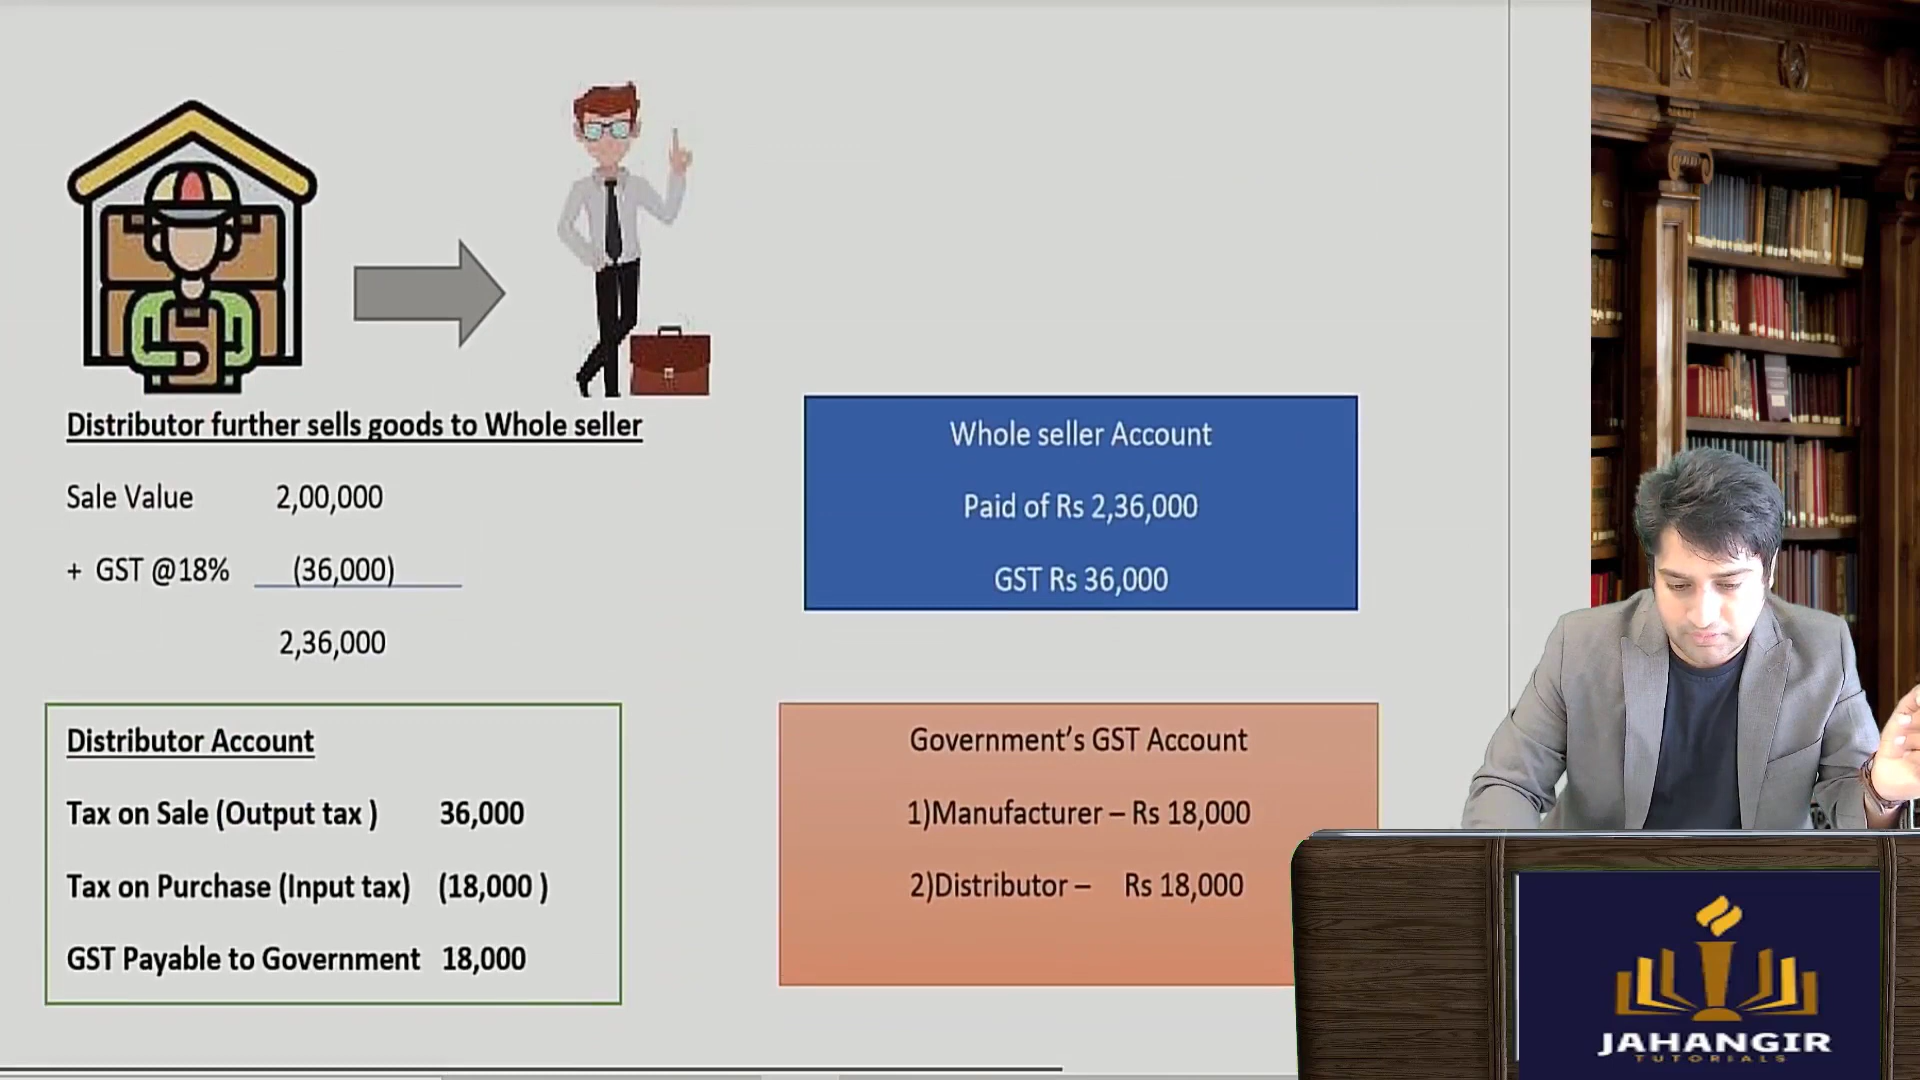 Distributor further sells goods to Whole seller
Sale Value 2,00,000
+ GST @18% (36,000)
2,36,000
Whole seller Account
Paid of Rs 2,36,000
GST Rs 36,000
Distributor Account
Tax on Sale (Output tax ) 36,000
Tax on Purchase (Input tax) (18,000 )
GST Payable to Government 18,000
Government's GST Account
1)Manufacturer – Rs 18,000
2)Distributor – Rs 18,000
JAHANGIR
TUTORIALS